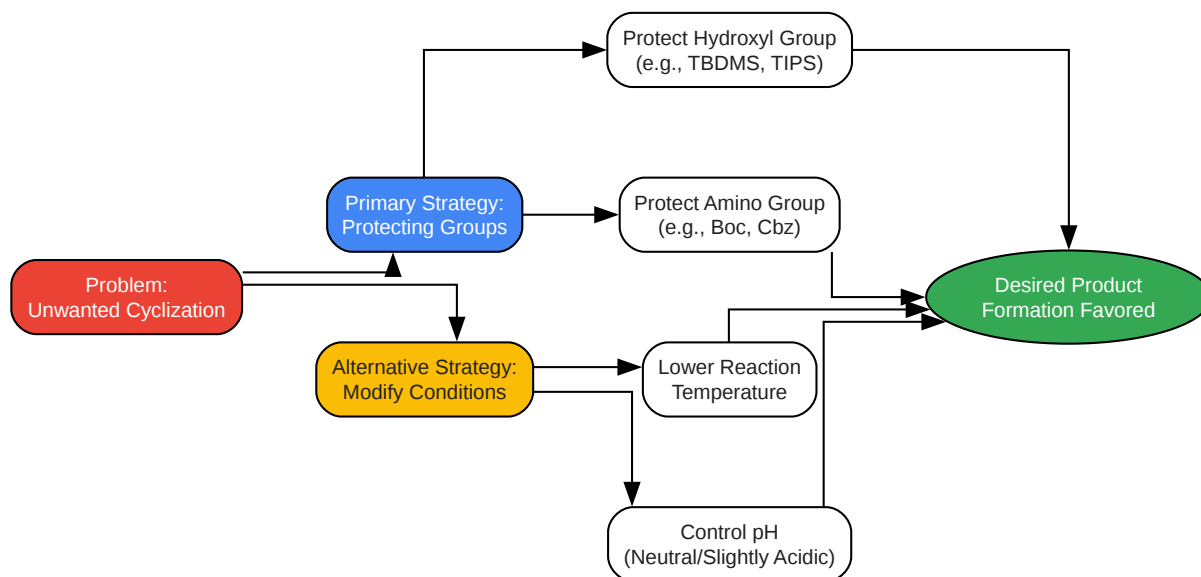 Protect Hydroxyl Group
(e.g., TBDMS, TIPS)
Primary Strategy:
Protecting Groups
Protect Amino Group
(e.g., Boc, Cbz)
Problem:
Unwanted Cyclization
Desired Product
Formation Favored
Alternative Strategy:
Modify Conditions
Lower Reaction
Temperature
Control pH
(Neutral/Slightly Acidic)